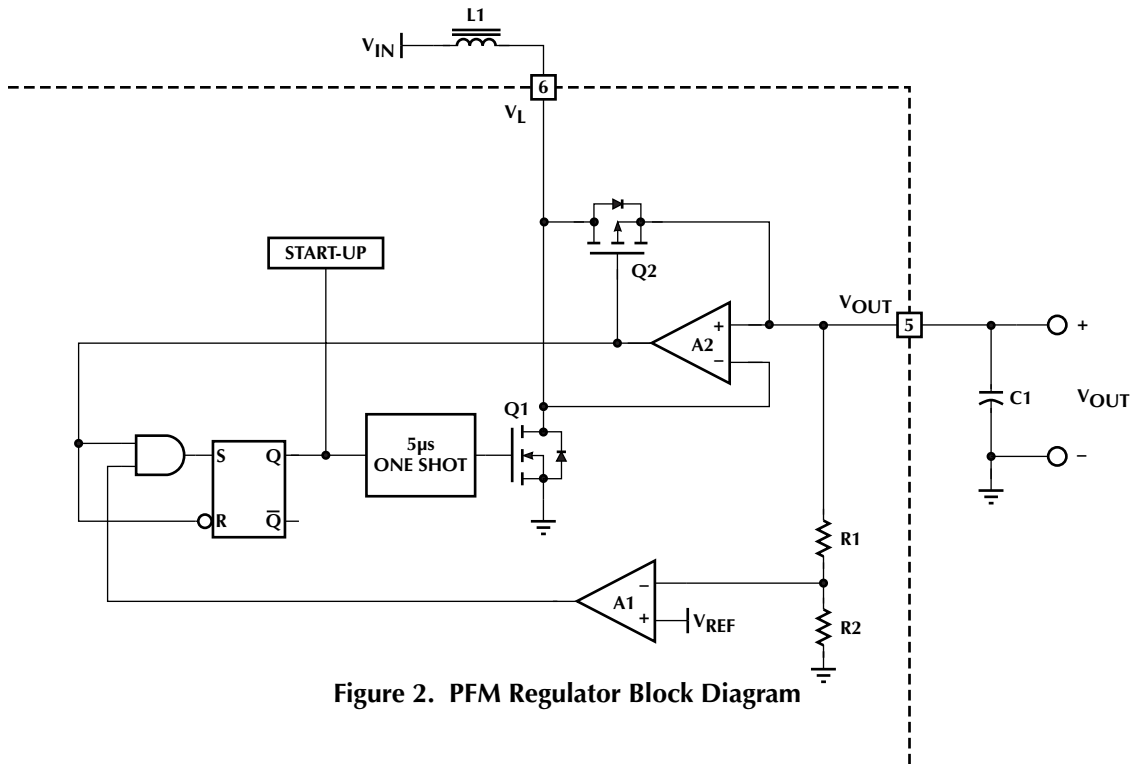 L1
VIN
6
VL
START-UP
Q2
VOUT
5
+
+
A2
−
C1
VOUT
Q1
5µs
ONE SHOT
S
Q
−
R
Q̅
R1
−
A1
+
VREF
R2
Figure 2. PFM Regulator Block Diagram